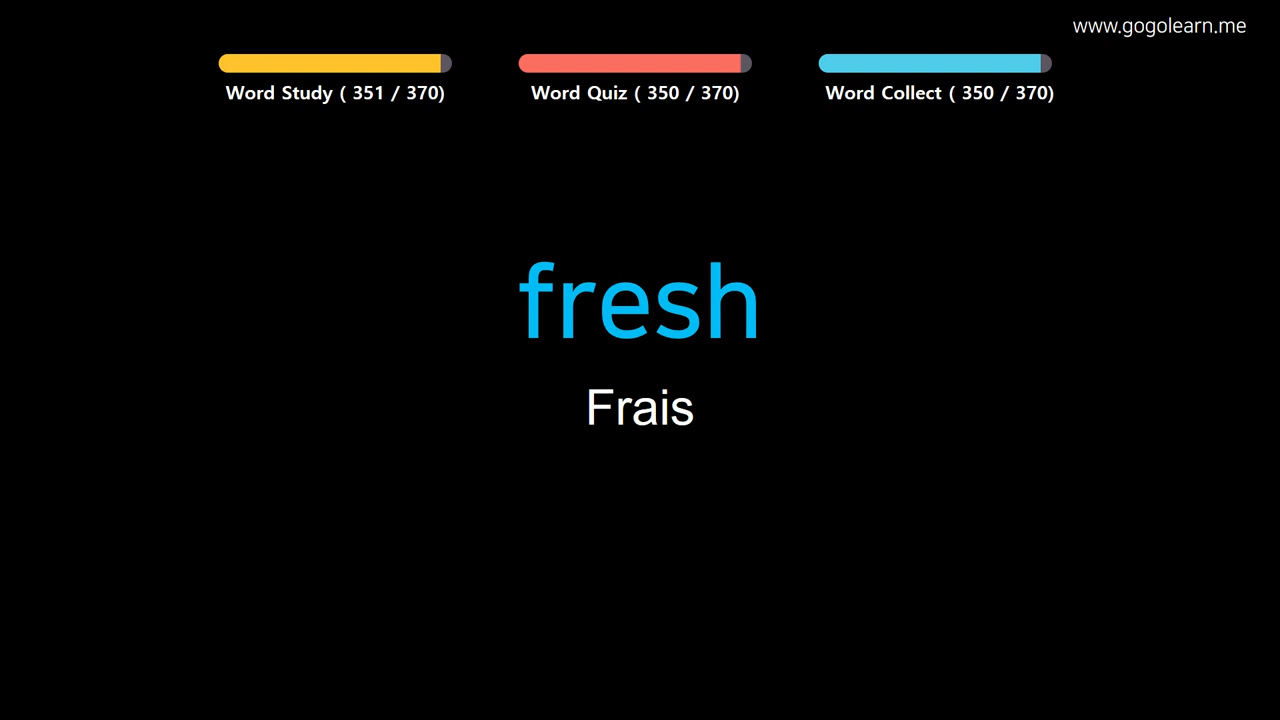 www.gogolearn.me
Word Study ( 351 / 370)
Word Quiz ( 350 / 370)
Word Collect ( 350 / 370)
fresh
Frais